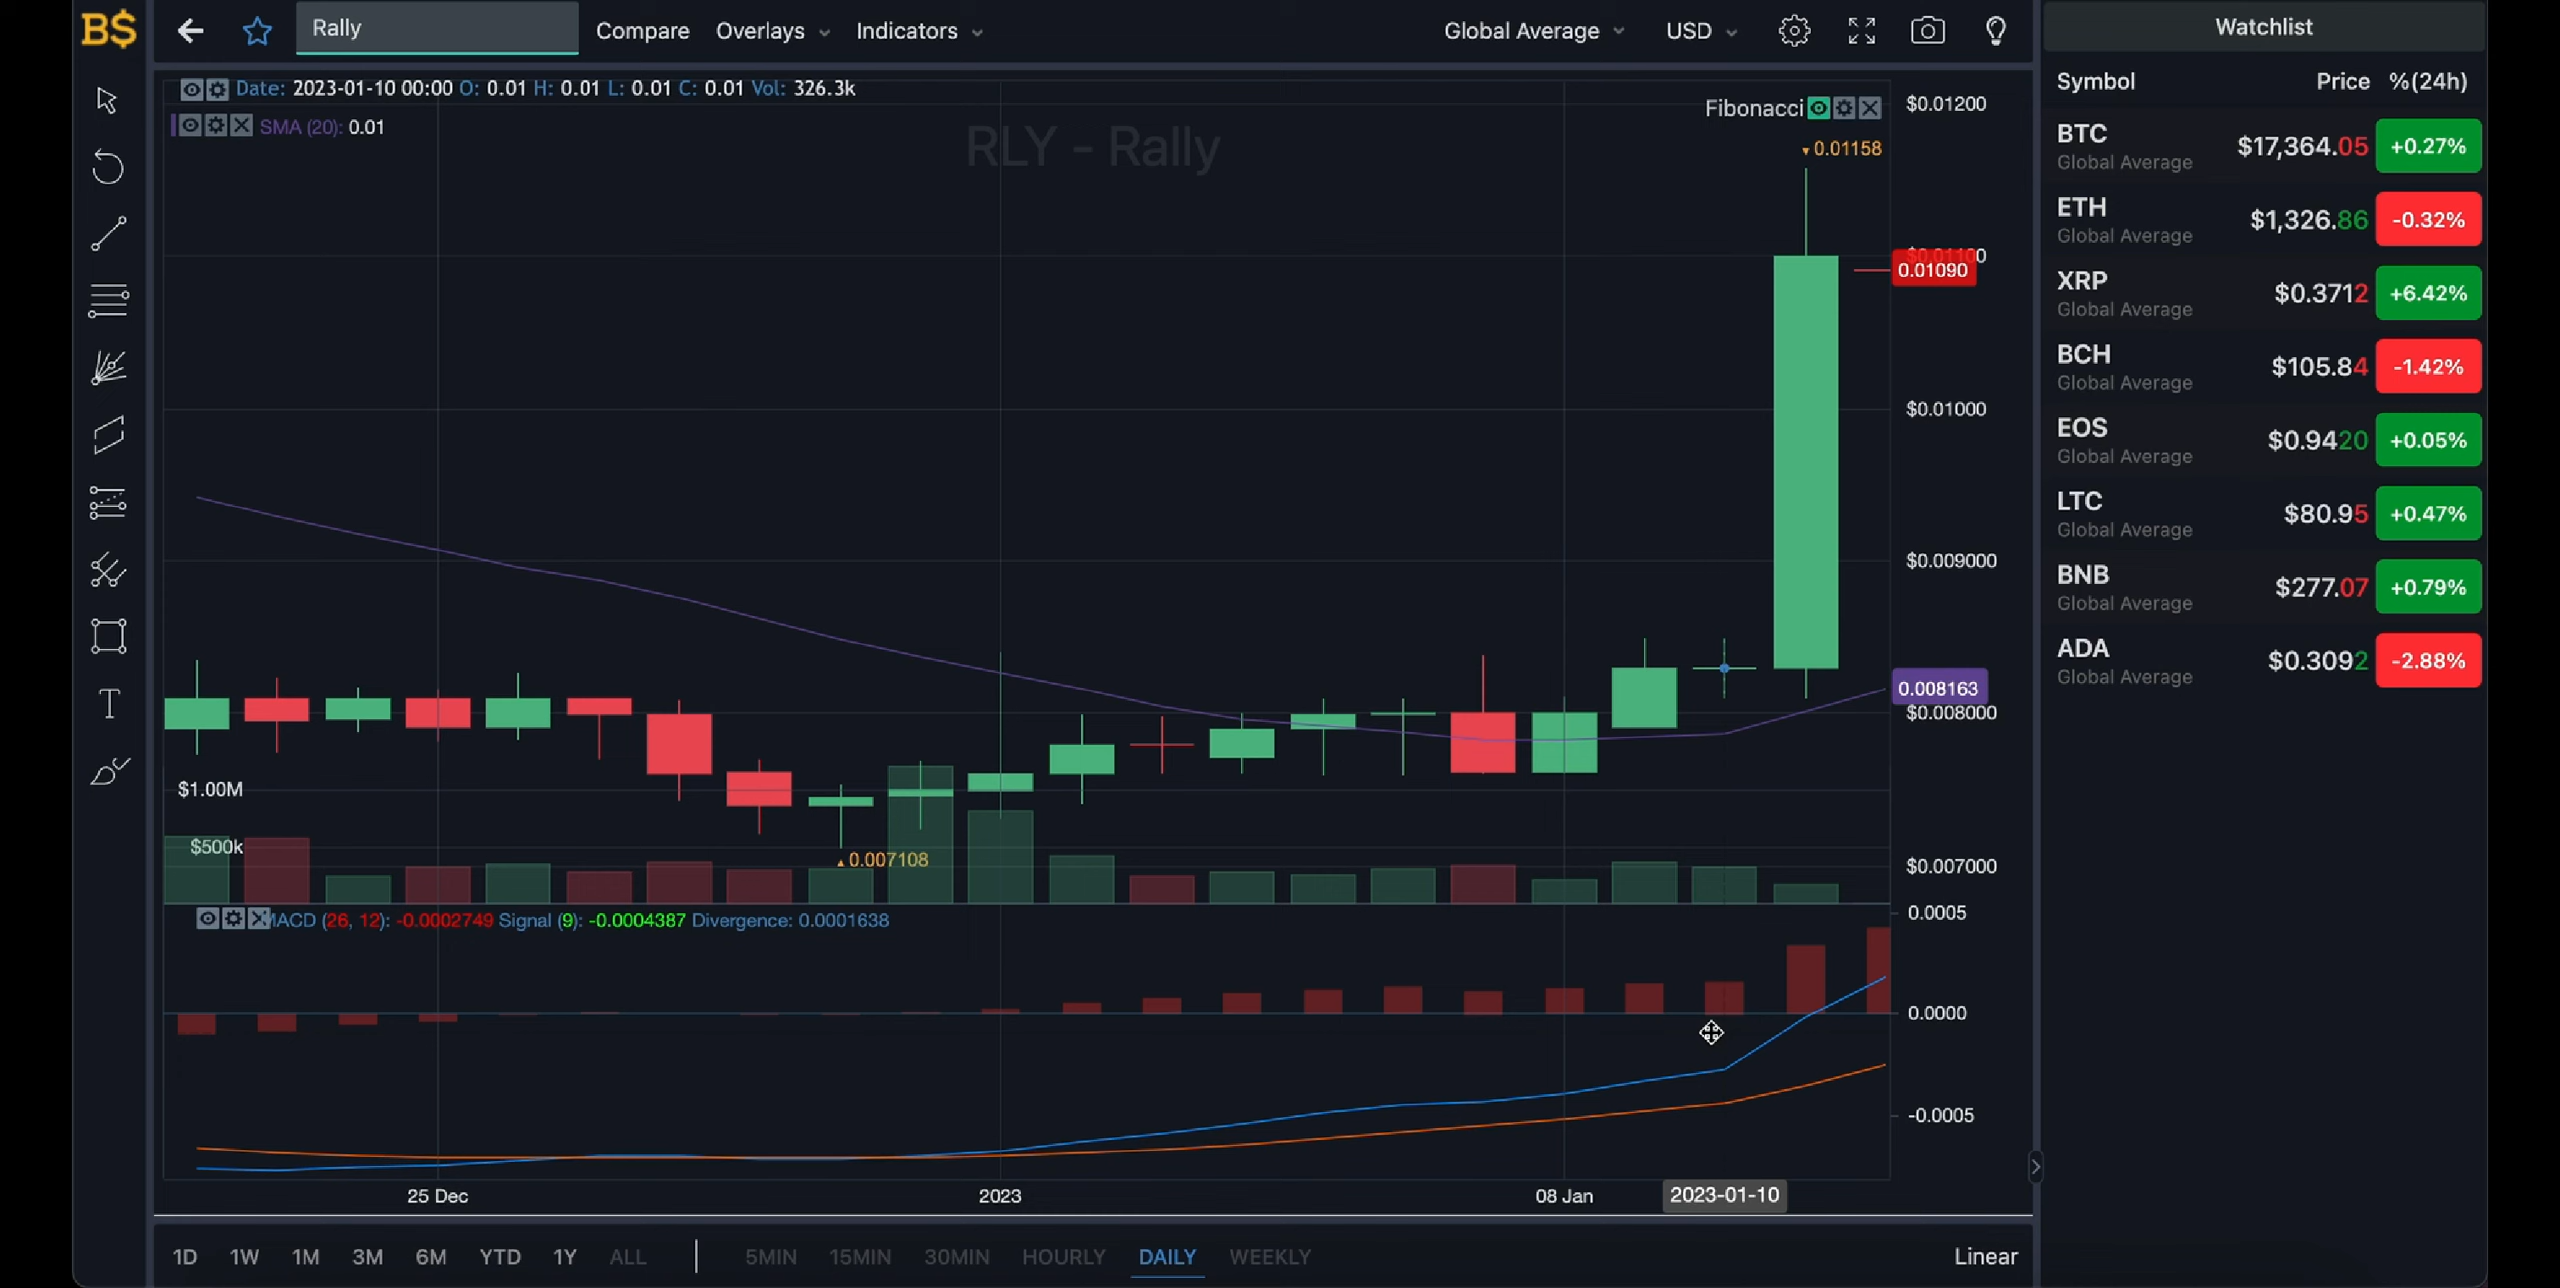 B$
Rally
Compare
Overlays
Indicators
Global Average
USD
Watchlist
Date: 2023-01-10 00:00 O: 0.01 H: 0.01 L: 0.01 C: 0.01 Vol: 326.3k
SMA (20): 0.01
RLY - Rally
Fibonacci
0.01158
$0.01200
$0.01100
0.01090
$0.01000
$0.009000
0.008163
$0.008000
$0.007000
$1.00M
$500k
0.007108
MACD (26, 12): -0.0002749 Signal (9): -0.0004387 Divergence: 0.0001638
0.0005
0.0000
-0.0005
25 Dec
2023
08 Jan
2023-01-10
1D 1W 1M 3M 6M YTD 1Y ALL
5MIN 15MIN 30MIN HOURLY DAILY WEEKLY
Linear
Symbol Price %(24h)
BTC $17,364.05 +0.27%
Global Average
ETH $1,326.86 -0.32%
Global Average
XRP $0.3712 +6.42%
Global Average
BCH $105.84 -1.42%
Global Average
EOS $0.9420 +0.05%
Global Average
LTC $80.95 +0.47%
Global Average
BNB $277.07 +0.79%
Global Average
ADA $0.3092 -2.88%
Global Average
T